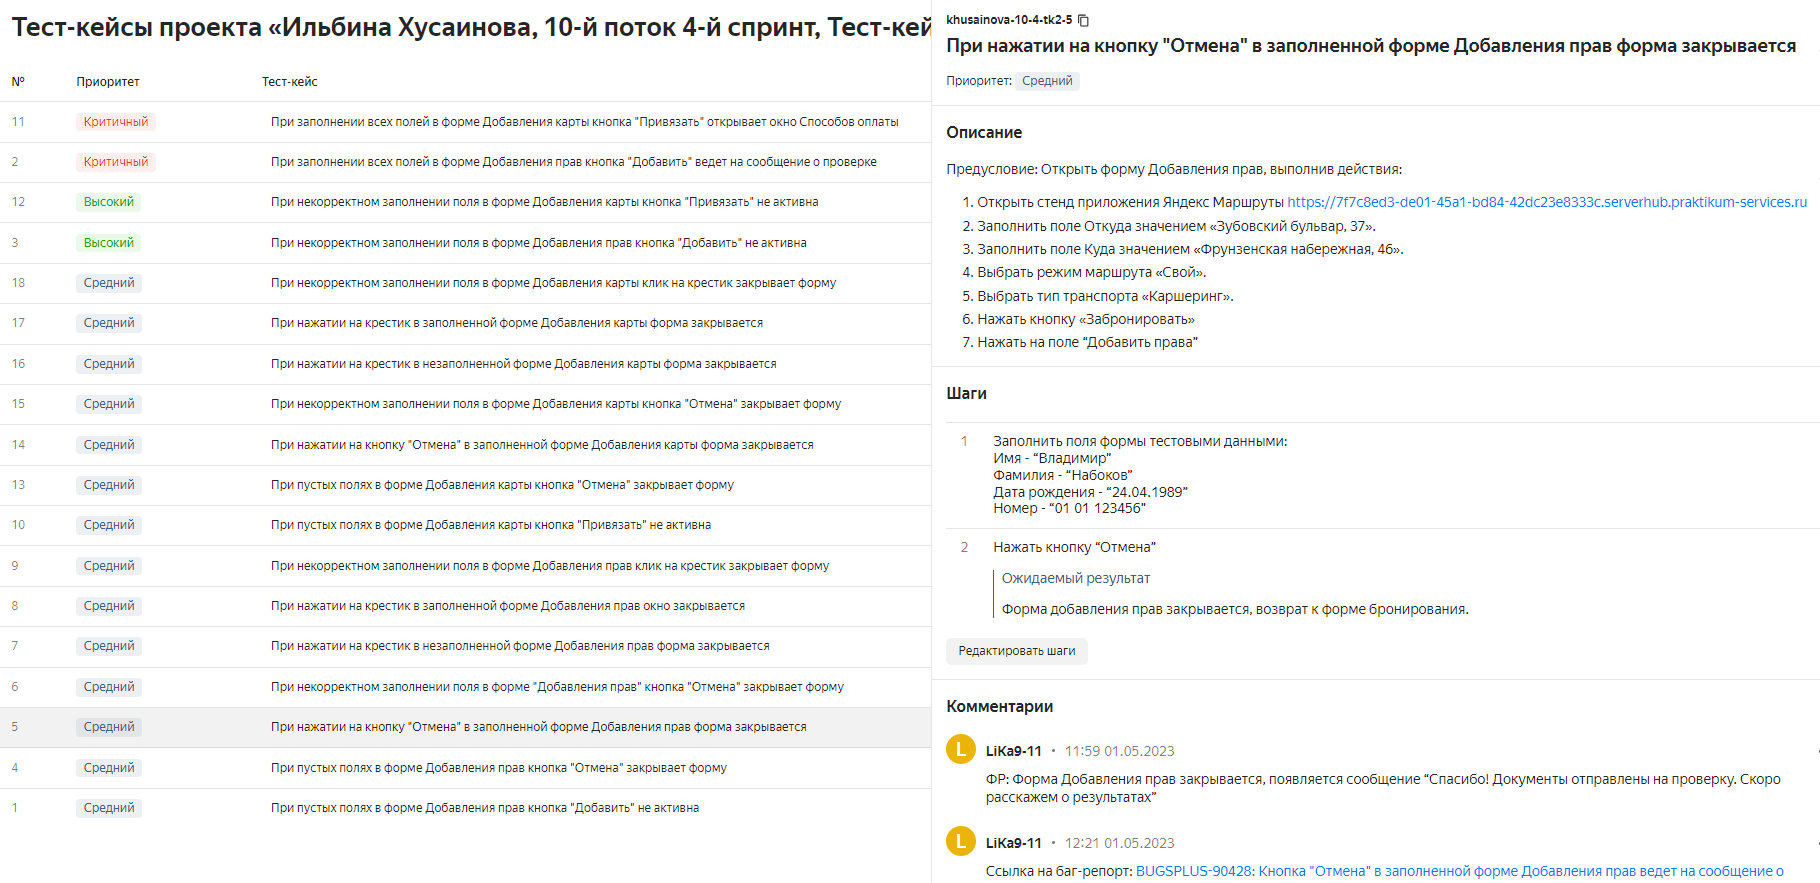 Тест-кейсы проекта «Ильбина Хусаинова, 10-й поток 4-й спринт, Тест-кей
№ Приоритет Тест-кейс
11 Критичный При заполнении всех полей в форме Добавления карты кнопка "Привязать" открывает окно Способов оплаты
2 Критичный При заполнении всех полей в форме Добавления прав кнопка "Добавить" ведет на сообщение о проверке
12 Высокий При некорректном заполнении поля в форме Добавления карты кнопка "Привязать" не активна
3 Высокий При некорректном заполнении поля в форме Добавления прав кнопка "Добавить" не активна
18 Средний При некорректном заполнении поля в форме Добавления карты клик на крестик закрывает форму
17 Средний При нажатии на крестик в заполненной форме Добавления карты форма закрывается
16 Средний При нажатии на крестик в незаполненной форме Добавления карты форма закрывается
15 Средний При некорректном заполнении поля в форме Добавления карты кнопка "Отмена" закрывает форму
14 Средний При нажатии на кнопку "Отмена" в заполненной форме Добавления карты форма закрывается
13 Средний При пустых полях в форме Добавления карты кнопка "Отмена" закрывает форму
10 Средний При пустых полях в форме Добавления карты кнопка "Привязать" не активна
9 Средний При некорректном заполнении поля в форме Добавления прав клик на крестик закрывает форму
8 Средний При нажатии на крестик в заполненной форме Добавления прав окно закрывается
7 Средний При нажатии на крестик в незаполненной форме Добавления прав форма закрывается
6 Средний При некорректном заполнении поля в форме "Добавления прав" кнопка "Отмена" закрывает форму
5 Средний При нажатии на кнопку "Отмена" в заполненной форме Добавления прав форма закрывается
4 Средний При пустых полях в форме Добавления прав кнопка "Отмена" закрывает форму
1 Средний При пустых полях в форме Добавления прав кнопка "Добавить" не активна
khusainova-10-4-tk2-5
При нажатии на кнопку "Отмена" в заполненной форме Добавления прав форма закрывается
Приоритет: Средний
Описание
Предусловие: Открыть форму Добавления прав, выполнив действия:
1. Открыть стенд приложения Яндекс Маршруты https://7f7c8ed3-de01-45a1-bd84-42dc23e8333c.serverhub.praktikum-services.ru
2. Заполнить поле Откуда значением «Зубовский бульвар, 37».
3. Заполнить поле Куда значением «Фрунзенская набережная, 46».
4. Выбрать режим маршрута «Свой».
5. Выбрать тип транспорта «Каршеринг».
6. Нажать кнопку «Забронировать»
7. Нажать на поле “Добавить права”
Шаги
1 Заполнить поля формы тестовыми данными:
Имя - “Владимир”
Фамилия - “Набоков”
Дата рождения - “24.04.1989”
Номер - “01 01 123456”
2 Нажать кнопку “Отмена”
Ожидаемый результат
Форма добавления прав закрывается, возврат к форме бронирования.
Редактировать шаги
Комментарии
L LiKa9-11 • 11:59 01.05.2023
ФР: Форма Добавления прав закрывается, появляется сообщение “Спасибо! Документы отправлены на проверку. Скоро
расскажем о результатах”
L LiKa9-11 • 12:21 01.05.2023
Ссылка на баг-репорт: BUGSPLUS-90428: Кнопка "Отмена" в заполненной форме Добавления прав ведет на сообщение о